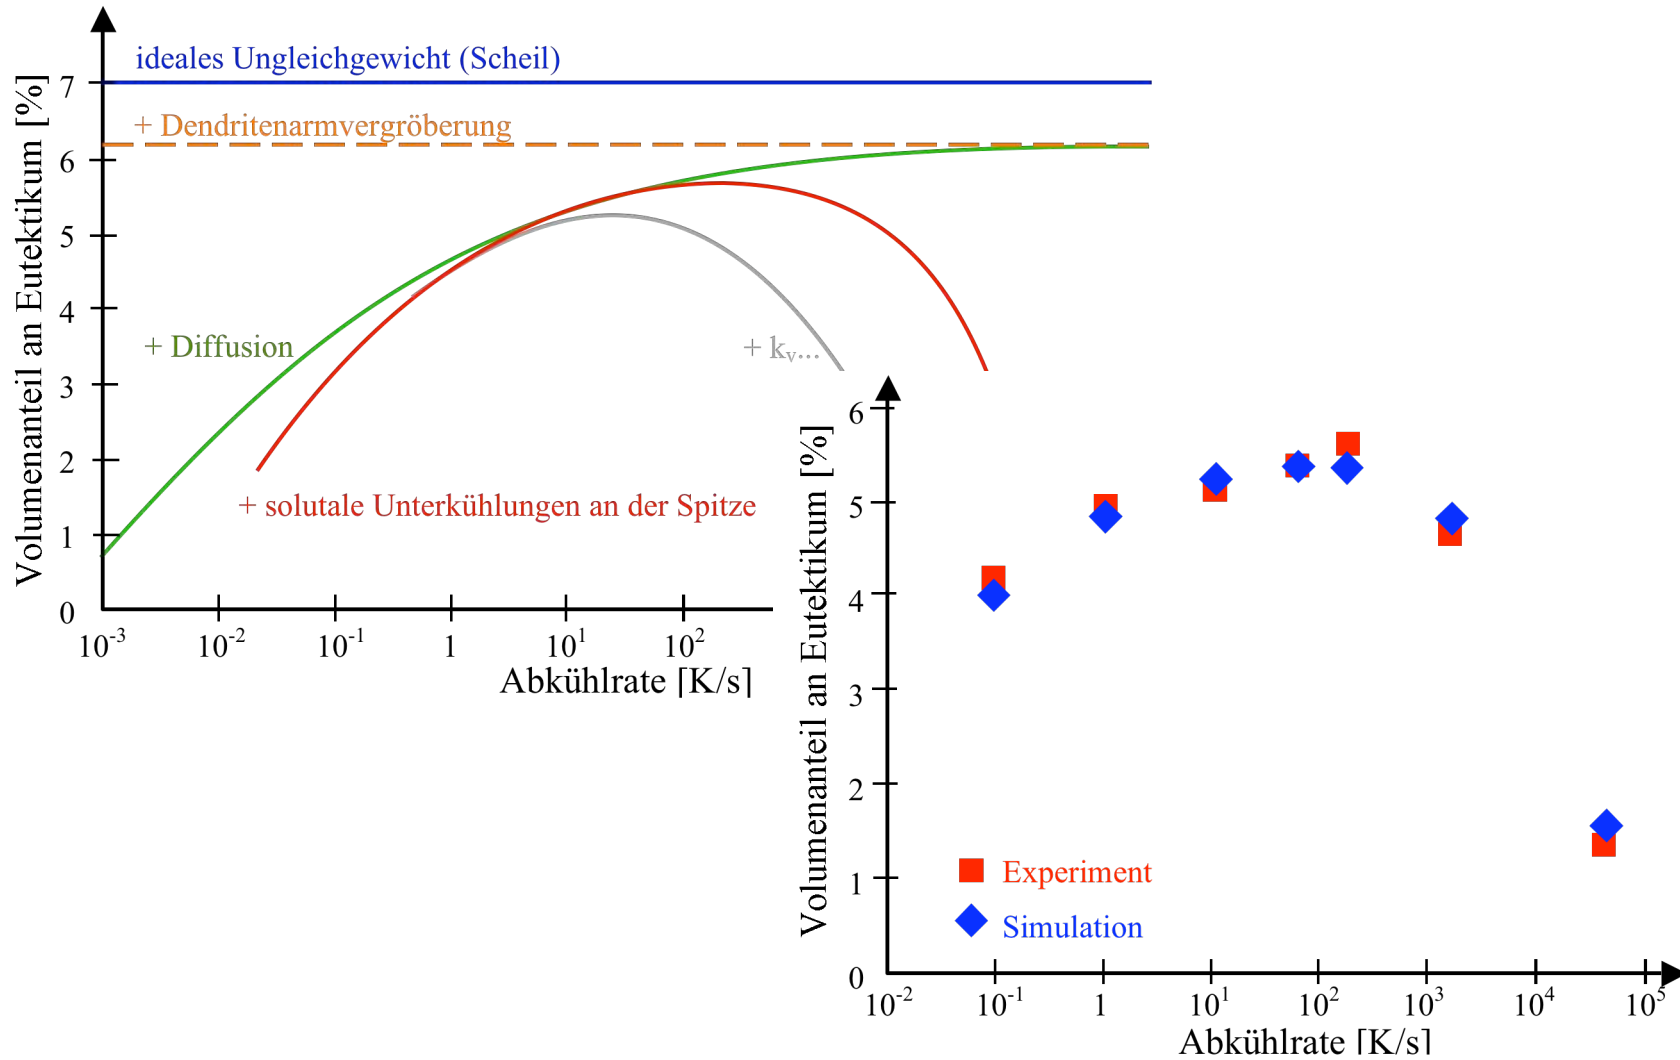 ideales Ungleichgewicht (Scheil)
+ Dendritenarmvergröberung
+ Diffusion
+ kv...
+ solutale Unterkühlungen an der Spitze
Volumenanteil an Eutektikum [%]
7
6
5
4
3
2
1
0
10-3
10-2
10-1
1
101
102
Abkühlrate [K/s]
Volumenanteil an Eutektikum [%]
6
5
4
3
2
1
0
Experiment
Simulation
10-2
10-1
1
101
102
103
104
105
Abkühlrate [K/s]